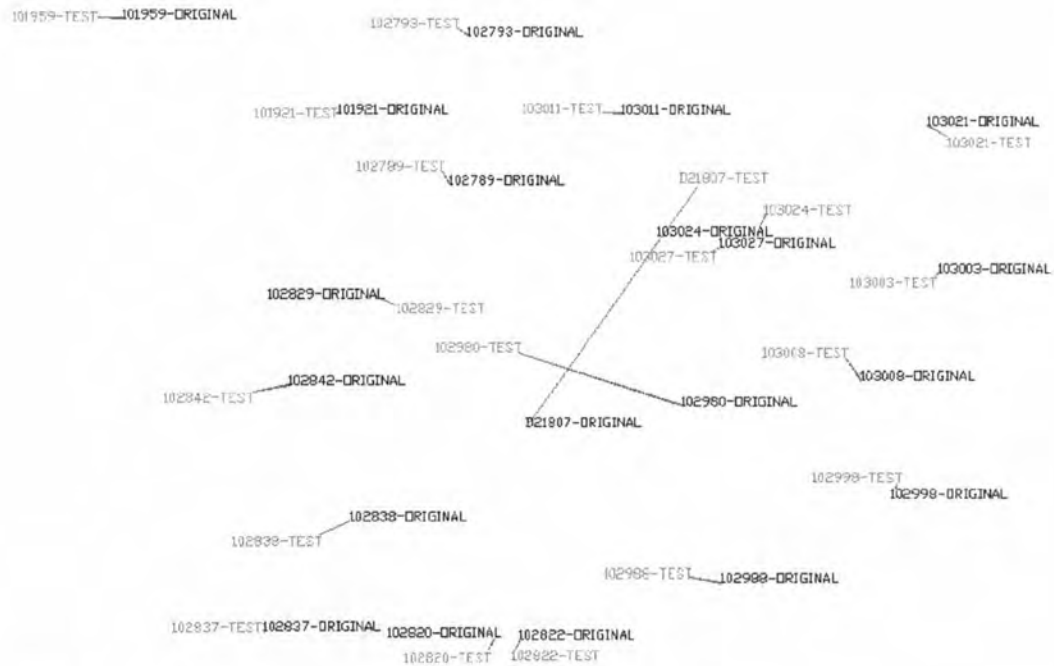 101959-TEST 101959-ORIGINAL
102793-TEST 102793-ORIGINAL
101921-TEST 101921-ORIGINAL
103011-TEST 103011-ORIGINAL
103021-ORIGINAL
103021-TEST
102789-TEST
102789-ORIGINAL
D21807-TEST
103024-TEST
103024-ORIGINAL
103027-ORIGINAL
103027-TEST
103003-ORIGINAL
103003-TEST
102829-ORIGINAL
102829-TEST
102980-TEST
103008-TEST
103008-ORIGINAL
102842-ORIGINAL
102842-TEST
102980-ORIGINAL
D21807-ORIGINAL
102998-TEST
102998-ORIGINAL
102838-ORIGINAL
102838-TEST
102988-TEST 102988-ORIGINAL
102837-TEST 102837-ORIGINAL
102820-ORIGINAL
102822-ORIGINAL
102820-TEST
102822-TEST